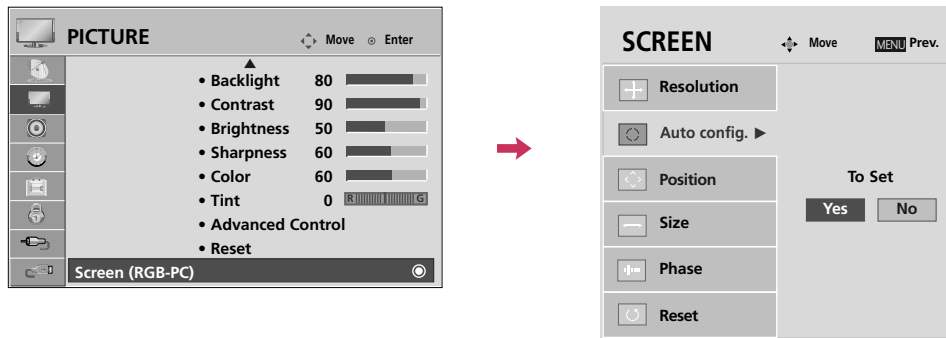 PICTURE
Move Enter
• Backlight 80
• Contrast 90
• Brightness 50
• Sharpness 60
• Color 60
• Tint 0 R G
• Advanced Control
• Reset
Screen (RGB-PC)
SCREEN
Move MENU Prev.
Resolution
Auto config. ►
Position
Size
Phase
Reset
To Set
Yes No